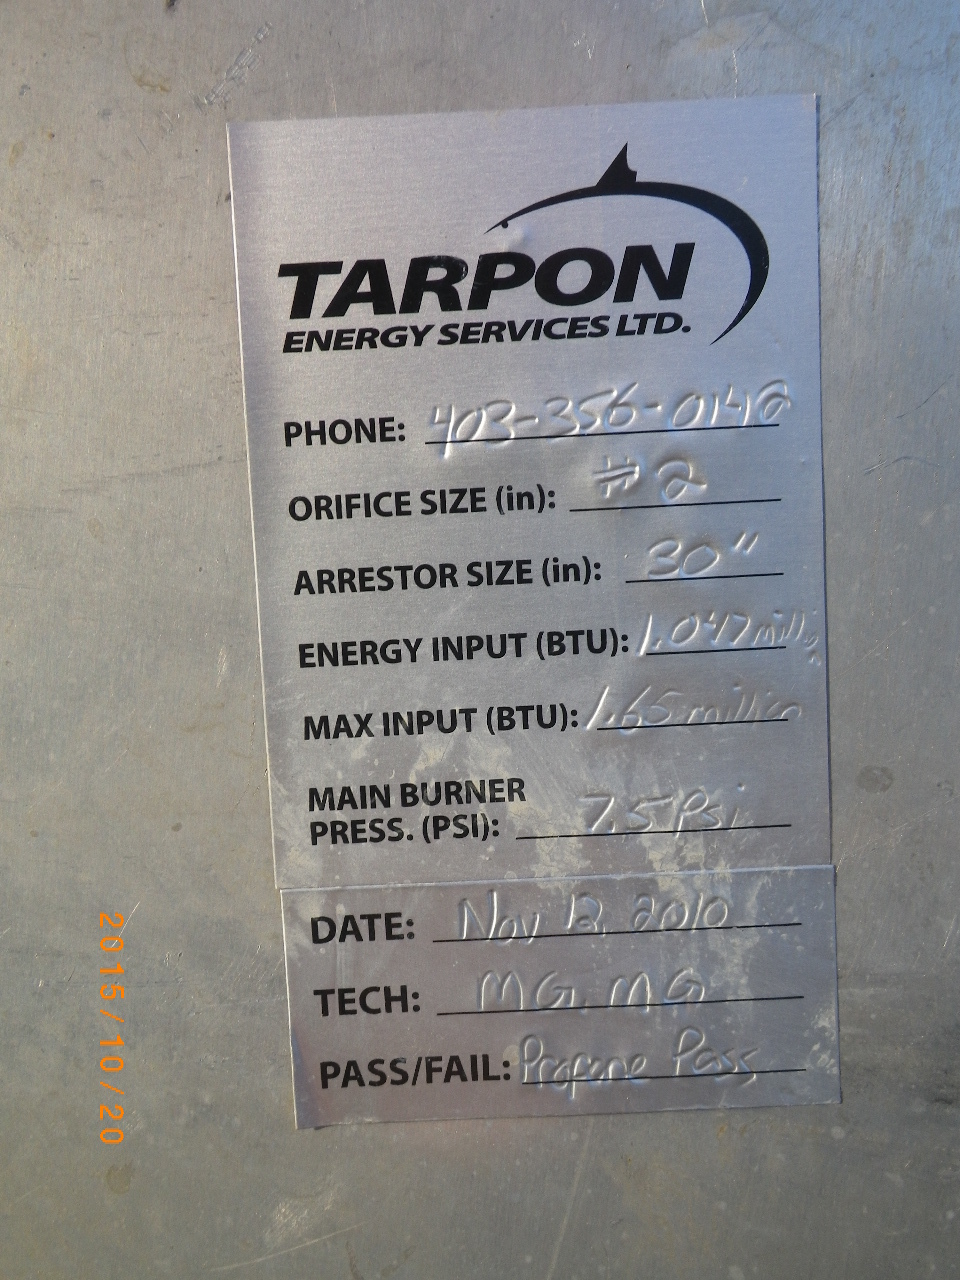 TARPON
ENERGY SERVICES LTD.
PHONE: 403-356-0142
ORIFICE SIZE (in): #2
ARRESTOR SIZE (in): 30"
ENERGY INPUT (BTU): 1.047 million
MAX INPUT (BTU): 1.65 million
MAIN BURNER
PRESS. (PSI): 7.5 Psi
DATE: Nov 12, 2010
TECH: MG. MG
PASS/FAIL: Propane Pass
2015/10/20